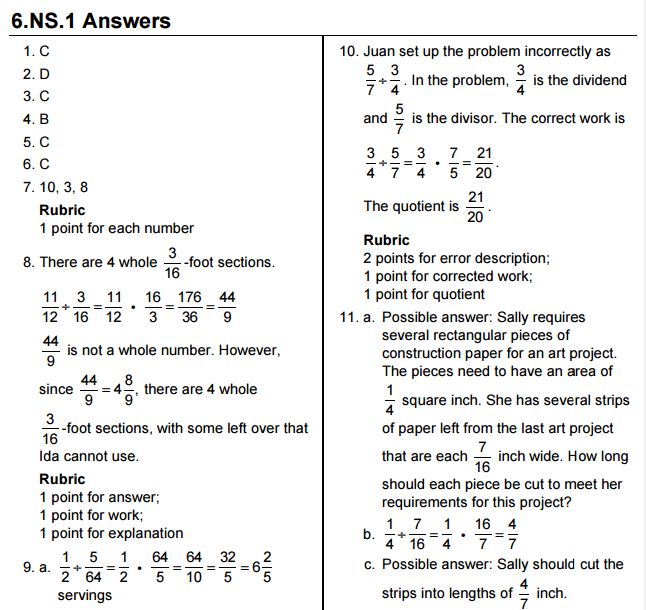 6.NS.1 Answers
1. C
2. D
3. C
4. B
5. C
6. C
7. 10, 3, 8
Rubric
1 point for each number
8. There are 4 whole 3/16-foot sections.
11/12 ÷ 3/16 = 11/12 • 16/3 = 176/36 = 44/9
44/9 is not a whole number. However,
since 44/9 = 4 8/9, there are 4 whole
3/16-foot sections, with some left over that
Ida cannot use.
Rubric
1 point for answer;
1 point for work;
1 point for explanation
9. a. 1/2 ÷ 5/64 = 1/2 • 64/5 = 64/10 = 32/5 = 6 2/5
servings
10. Juan set up the problem incorrectly as
5/7 ÷ 3/4. In the problem, 3/4 is the dividend
and 5/7 is the divisor. The correct work is
3/4 ÷ 5/7 = 3/4 • 7/5 = 21/20.
The quotient is 21/20.
Rubric
2 points for error description;
1 point for corrected work;
1 point for quotient
11. a. Possible answer: Sally requires
several rectangular pieces of
construction paper for an art project.
The pieces need to have an area of
1/4 square inch. She has several strips
of paper left from the last art project
that are each 7/16 inch wide. How long
should each piece be cut to meet her
requirements for this project?
b. 1/4 ÷ 7/16 = 1/4 • 16/7 = 4/7
c. Possible answer: Sally should cut the
strips into lengths of 4/7 inch.